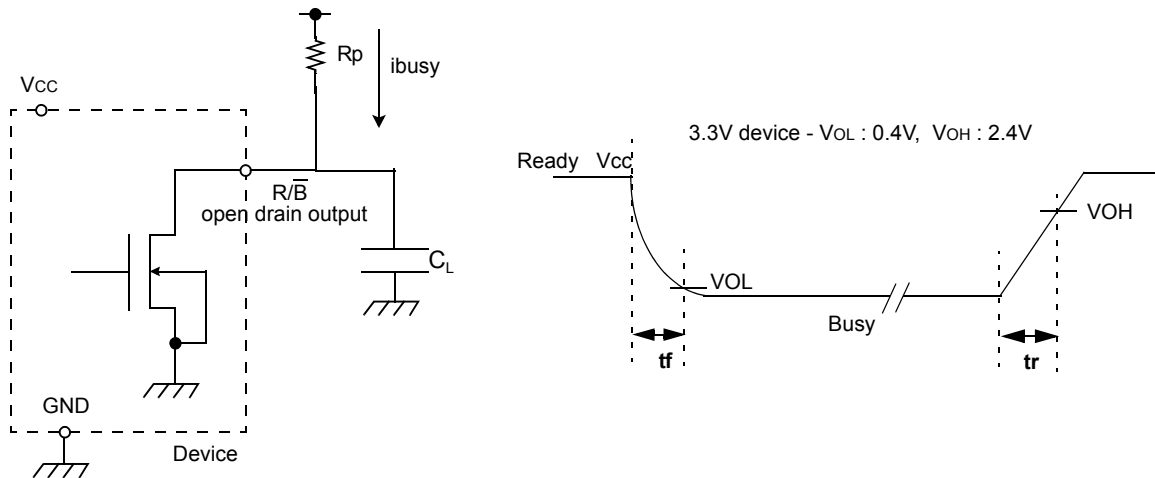 Rp
ibusy
VCC
R/B̅
open drain output
CL
GND
Device
3.3V device - VOL : 0.4V, VOH : 2.4V
Ready Vcc
VOH
VOL
Busy
tf
tr